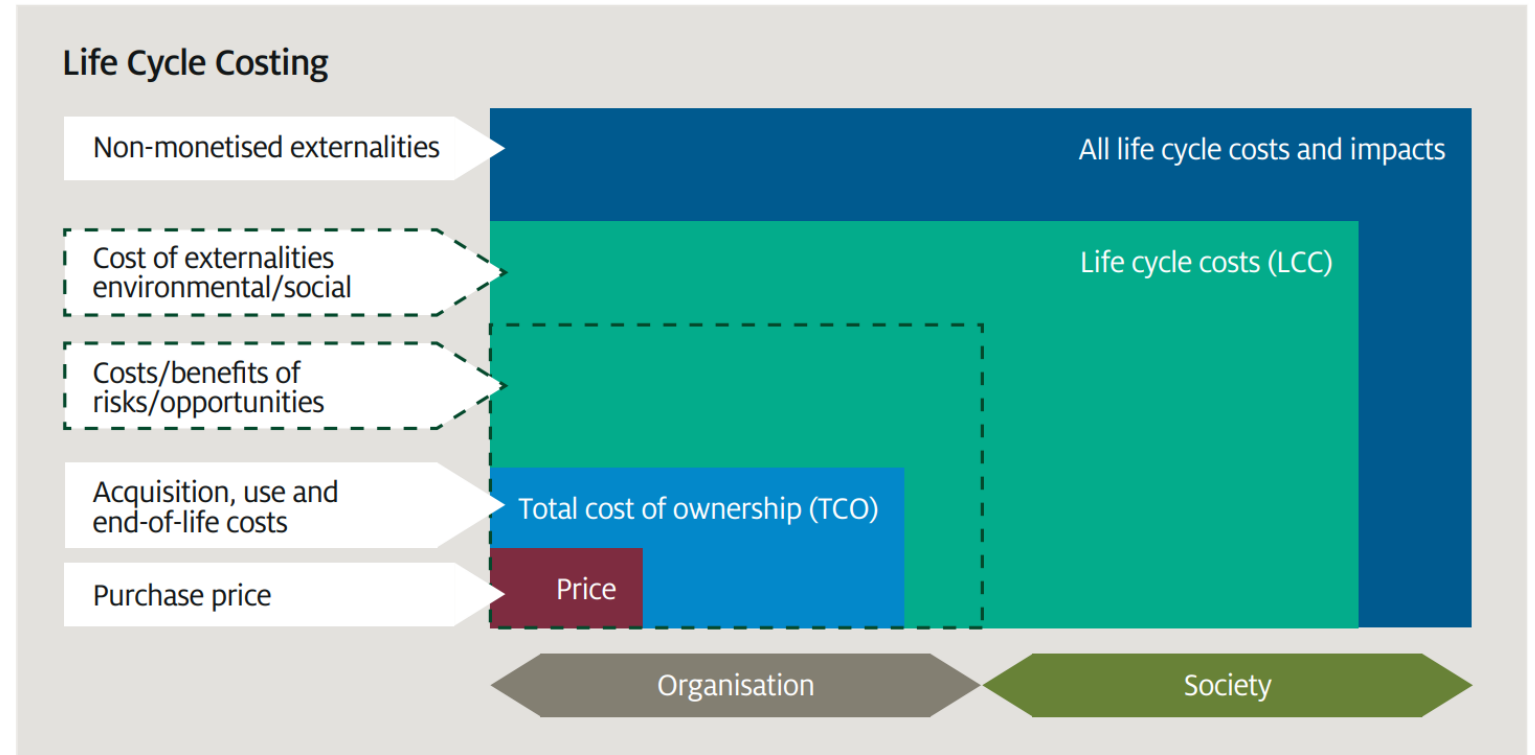 Life Cycle Costing
Non-monetised externalities
All life cycle costs and impacts
Cost of externalities
environmental/social
Life cycle costs (LCC)
Costs/benefits of
risks/opportunities
Acquisition, use and
end-of-life costs
Total cost of ownership (TCO)
Purchase price
Price
Organisation
Society